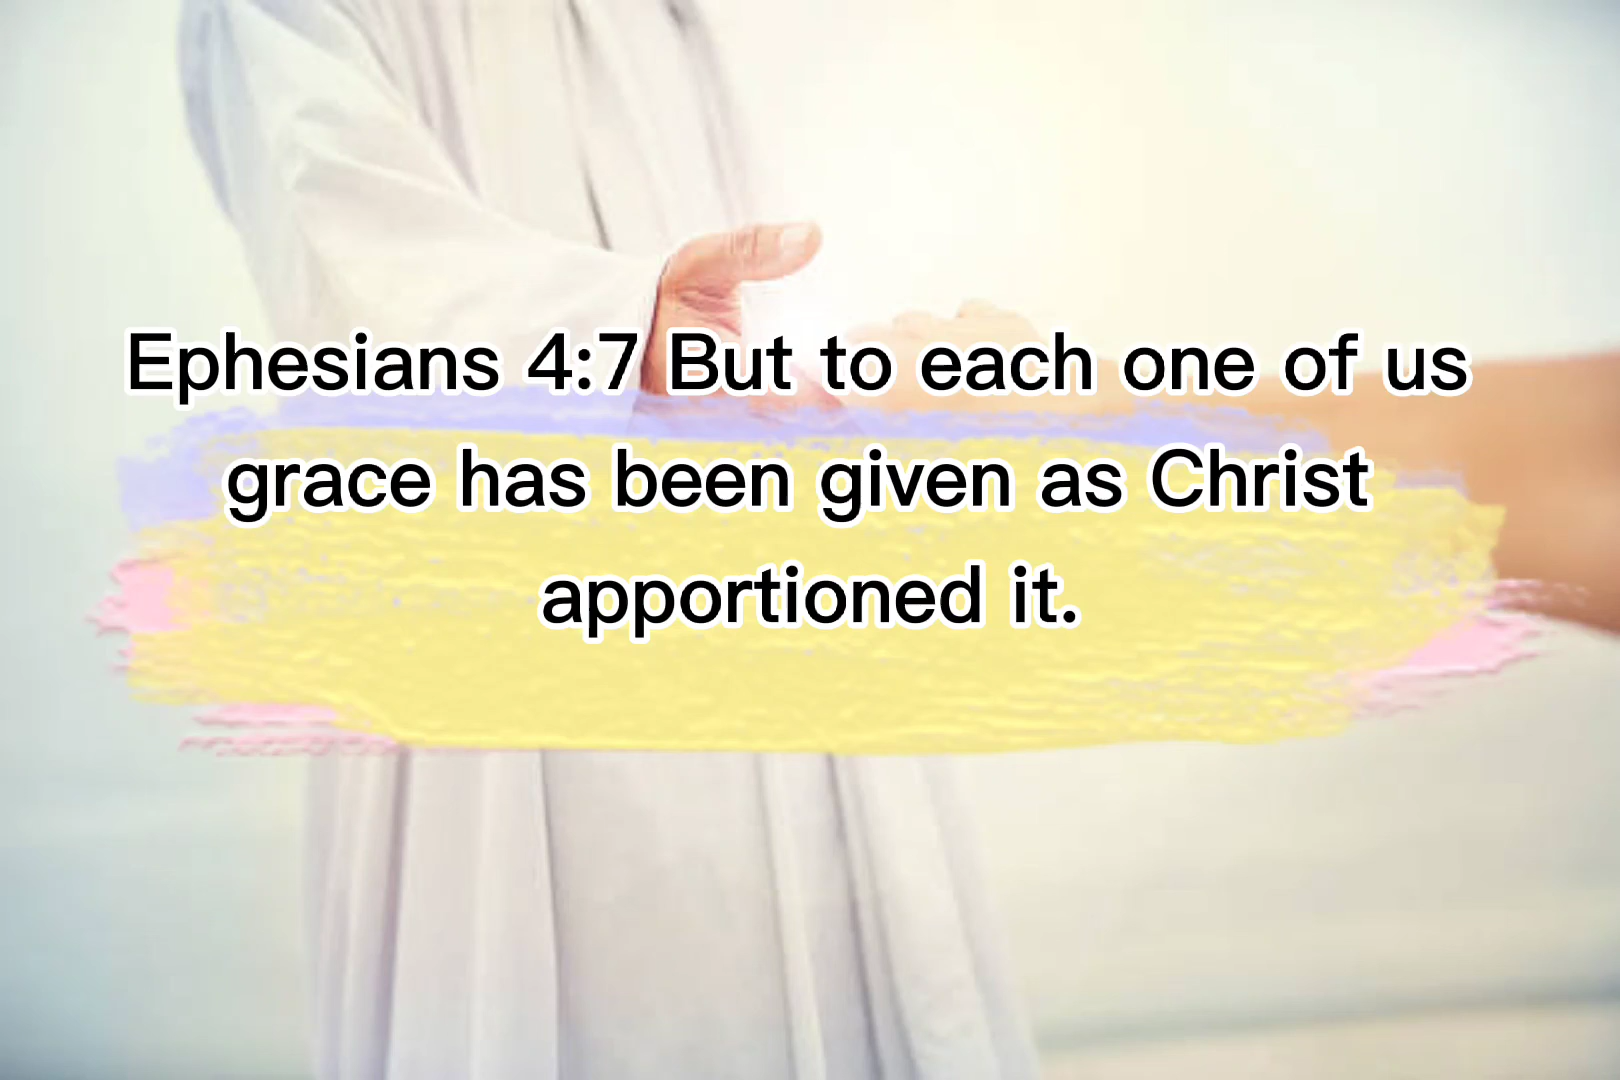 Ephesians 4:7 But to each one of us
grace has been given as Christ
apportioned it.